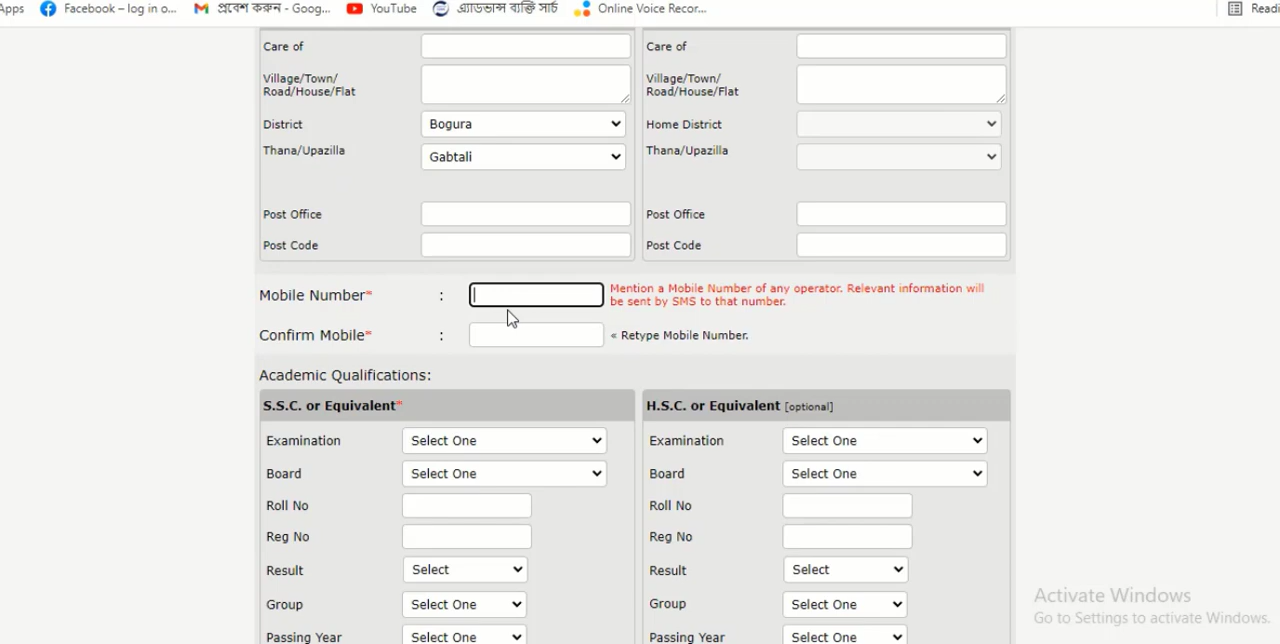 Apps Facebook – log in o... প্রবেশ করুন - Goog... YouTube এ্যাডভান্স ব্যক্তি সার্চ Online Voice Recor... Readi
Care of Care of
Village/Town/ Village/Town/
Road/House/Flat Road/House/Flat
District Bogura Home District
Thana/Upazilla Gabtali Thana/Upazilla
Post Office Post Office
Post Code Post Code
Mobile Number* : Mention a Mobile Number of any operator. Relevant information will
be sent by SMS to that number.
Confirm Mobile* : « Retype Mobile Number.
Academic Qualifications:
S.S.C. or Equivalent* H.S.C. or Equivalent [optional]
Examination Select One Examination Select One
Board Select One Board Select One
Roll No Roll No
Reg No Reg No
Result Select Result Select
Group Select One Group Select One
Passing Year Select One Passing Year Select One
Activate Windows
Go to Settings to activate Windows.